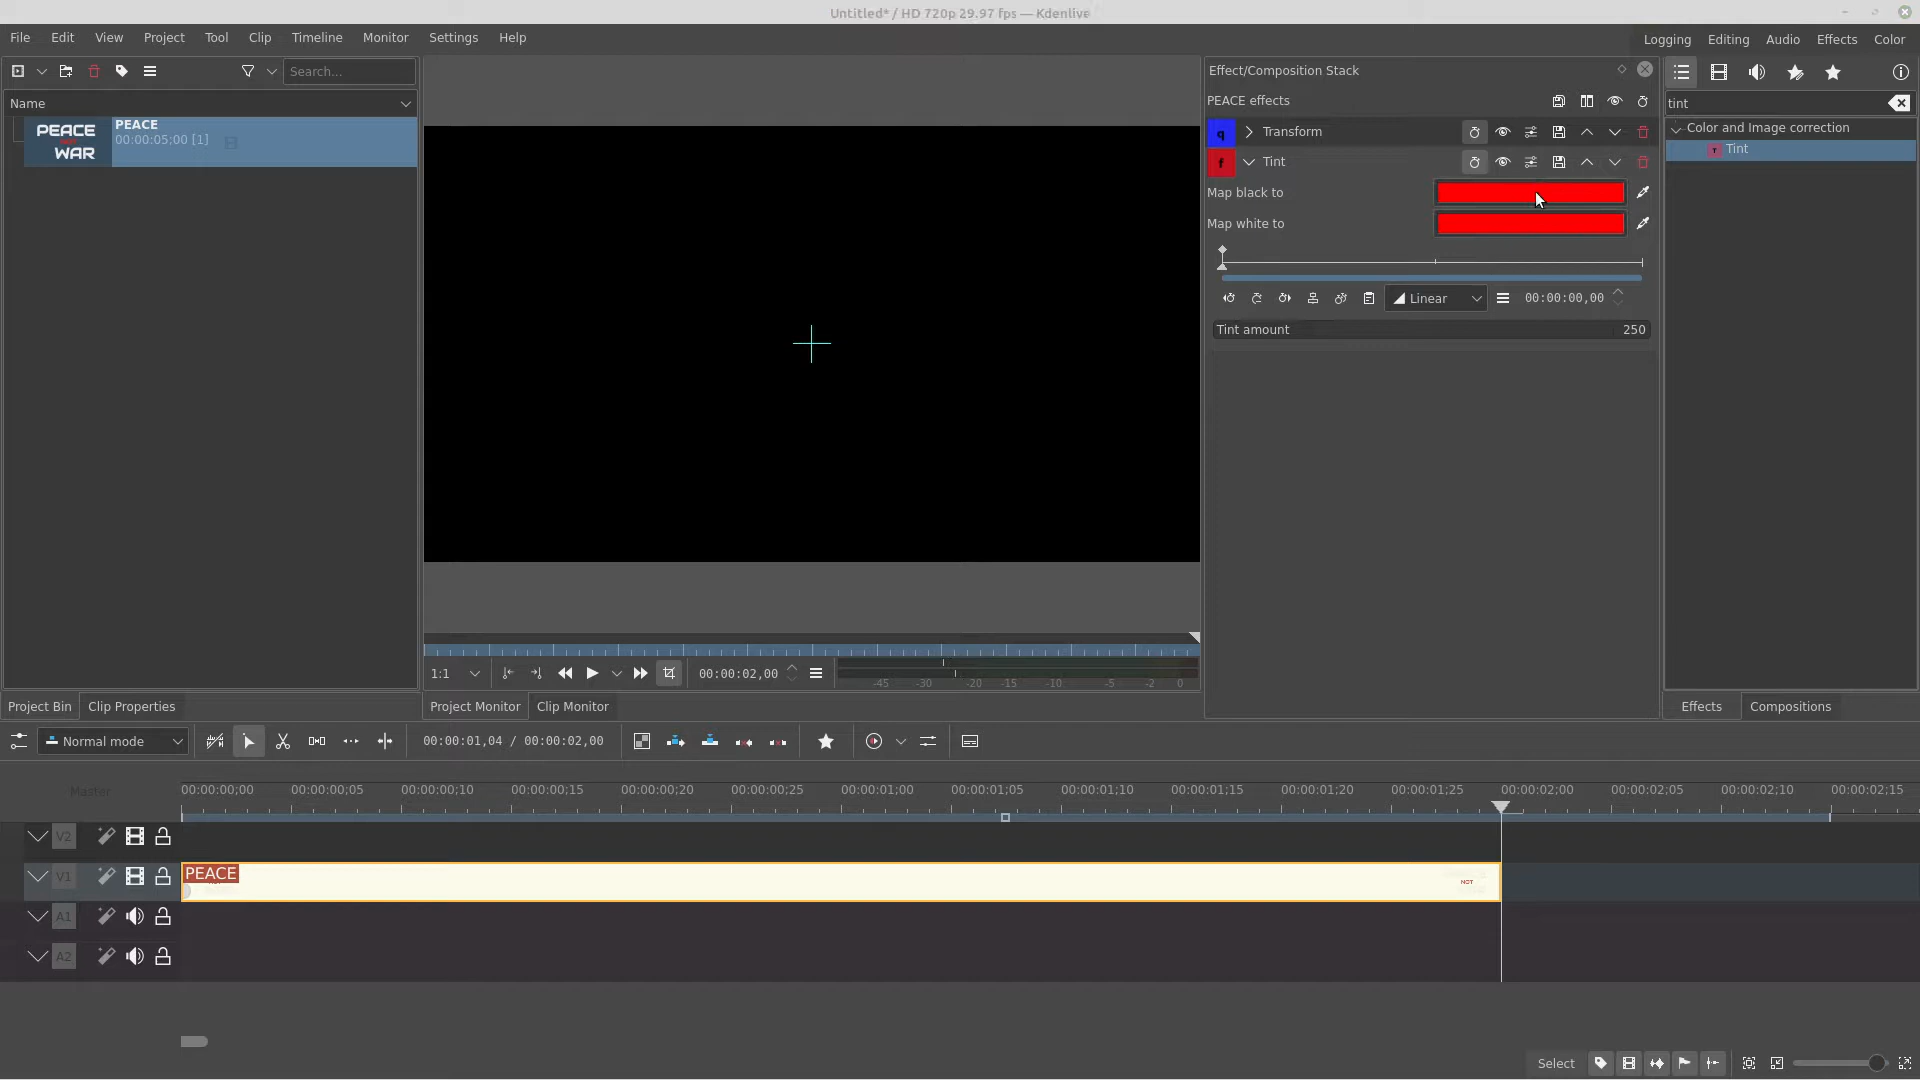 Untitled* / HD 720p 29.97 fps — Kdenlive
File Edit View Project Tool Clip Timeline Monitor Settings Help
Logging Editing Audio Effects Color
Search...
Name
PEACE
WAR
PEACE
00:00:05;00 [1]
Effect/Composition Stack
PEACE effects
q Transform
f Tint
Map black to
Map white to
Linear 00:00:00,00
Tint amount 250
tint
Color and Image correction
T Tint
1:1 00:00:02,00
-45 -30 -20 -15 -10 -5 -2 0
Project Bin Clip Properties
Project Monitor Clip Monitor
Effects Compositions
Normal mode 00:00:01,04 / 00:00:02,00
Master
00:00:00;00 00:00:00;05 00:00:00;10 00:00:00;15 00:00:00;20 00:00:00;25 00:00:01;00 00:00:01;05 00:00:01;10 00:00:01;15 00:00:01;20 00:00:01;25 00:00:02;00 00:00:02;05 00:00:02;10 00:00:02;15
V2
V1 PEACE NOT
A1
A2
Select